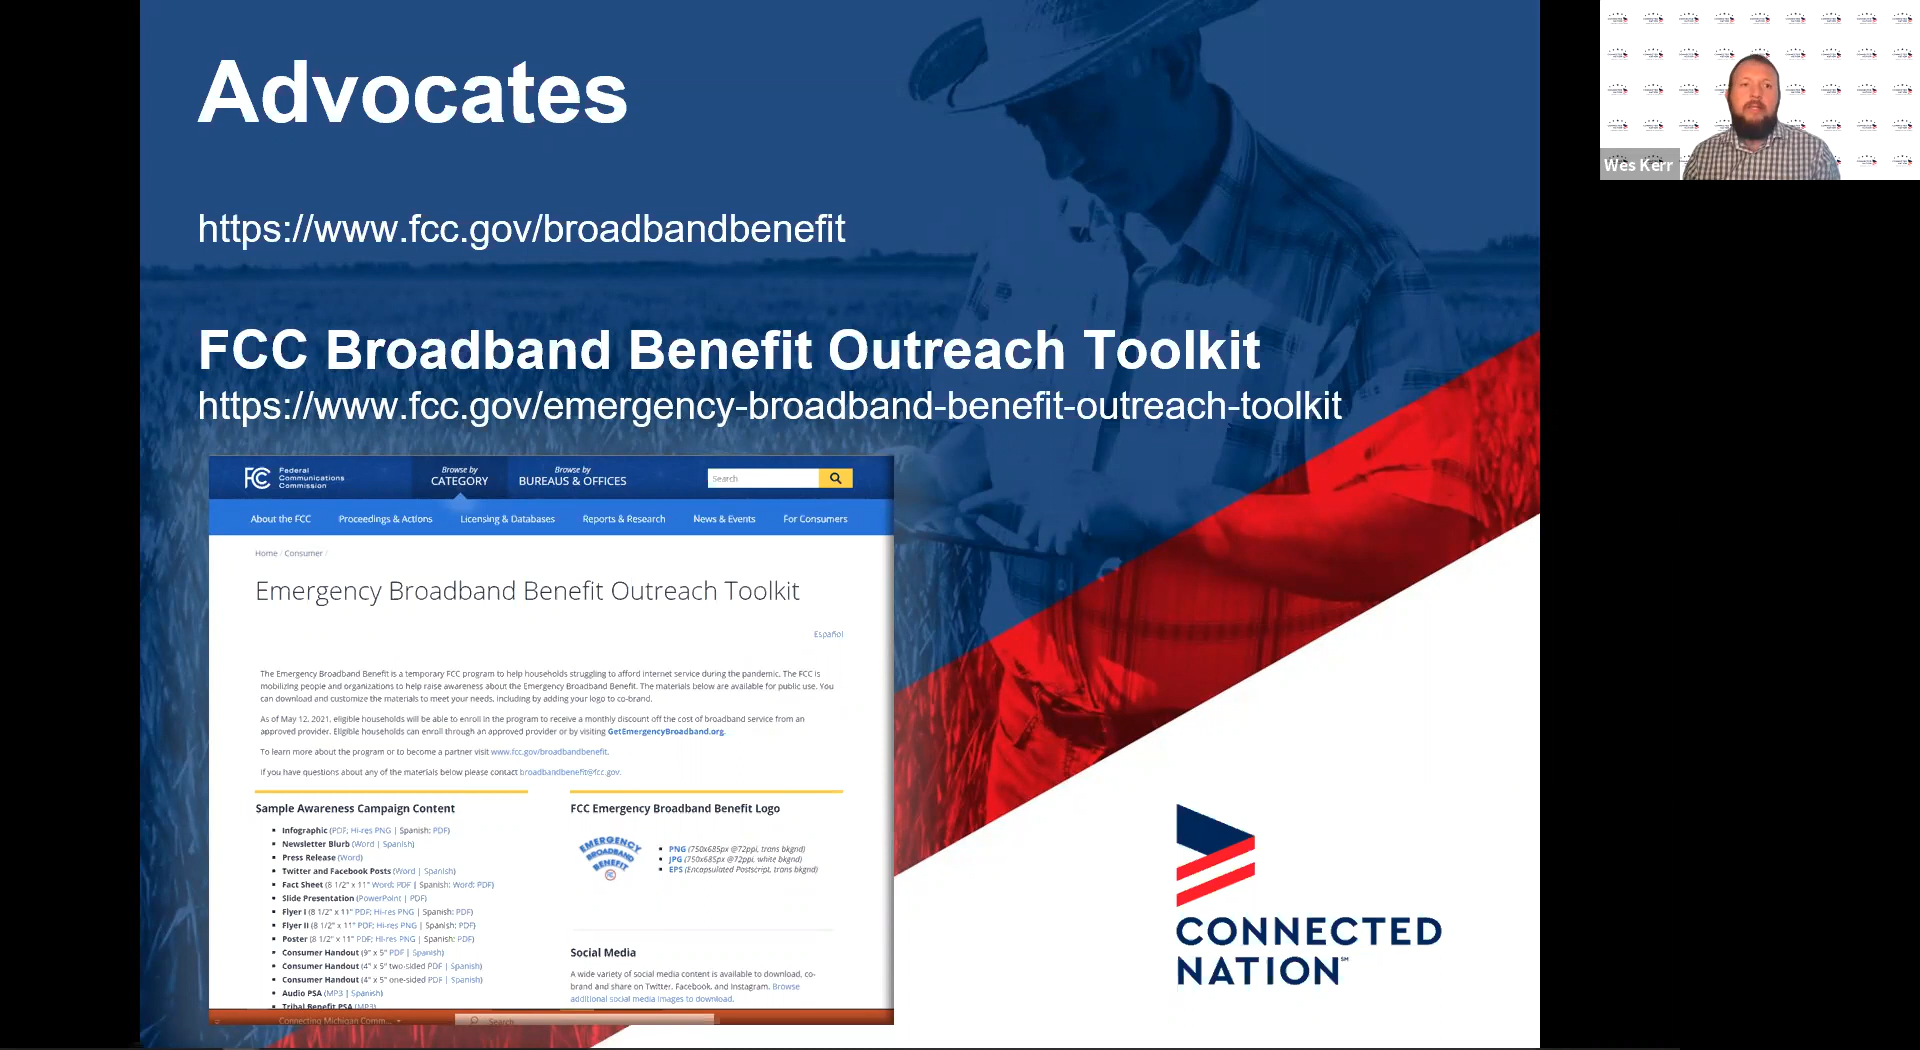 Advocates
https://www.fcc.gov/broadbandbenefit
FCC Broadband Benefit Outreach Toolkit
https://www.fcc.gov/emergency-broadband-benefit-outreach-toolkit
FCC Federal
Communications
Commission
Browse by
CATEGORY
Browse by
BUREAUS & OFFICES
Search
About the FCC Proceedings & Actions Licensing & Databases Reports & Research News & Events For Consumers
Home / Consumer /
Emergency Broadband Benefit Outreach Toolkit
Español
The Emergency Broadband Benefit is a temporary FCC program to help households struggling to afford internet service during the pandemic. The FCC is
mobilizing people and organizations to help raise awareness about the Emergency Broadband Benefit. The materials below are available for public use. You
can download and customize the materials to meet your needs, including by adding your logo to co-brand.
As of May 12, 2021, eligible households will be able to enroll in the program to receive a monthly discount off the cost of broadband service from an
approved provider. Eligible households can enroll through an approved provider or by visiting GetEmergencyBroadband.org.
To learn more about the program or to become a partner visit www.fcc.gov/broadbandbenefit.
If you have questions about any of the materials below please contact broadbandbenefit@fcc.gov.
Sample Awareness Campaign Content
Infographic (PDF; Hi-res PNG | Spanish: PDF)
Newsletter Blurb (Word | Spanish)
Press Release (Word)
Twitter and Facebook Posts (Word | Spanish)
Fact Sheet (8 1/2" x 11" Word; PDF | Spanish: Word; PDF)
Slide Presentation (PowerPoint | PDF)
Flyer I (8 1/2" x 11" PDF; Hi-res PNG | Spanish: PDF)
Flyer II (8 1/2" x 11" PDF; Hi-res PNG | Spanish: PDF)
Poster (8 1/2" x 11" PDF; Hi-res PNG | Spanish: PDF)
Consumer Handout (9" x 5" PDF | Spanish)
Consumer Handout (4" x 5" two-sided PDF | Spanish)
Consumer Handout (4" x 5" one-sided PDF | Spanish)
Audio PSA (MP3 | Spanish)
Tribal Benefit PSA (MP3)
FCC Emergency Broadband Benefit Logo
EMERGENCY
BROADBAND
BENEFIT
PNG (750x685px @72ppi, trans bkgnd)
JPG (750x685px @72ppi, white bkgnd)
EPS (Encapsulated Postscript, trans bkgnd)
Social Media
A wide variety of social media content is available to download, co-
brand and share on Twitter, Facebook, and Instagram. Browse
additional social media images to download.
Connecting Michigan Comm...
Search
CONNECTED
NATION℠
Wes Kerr